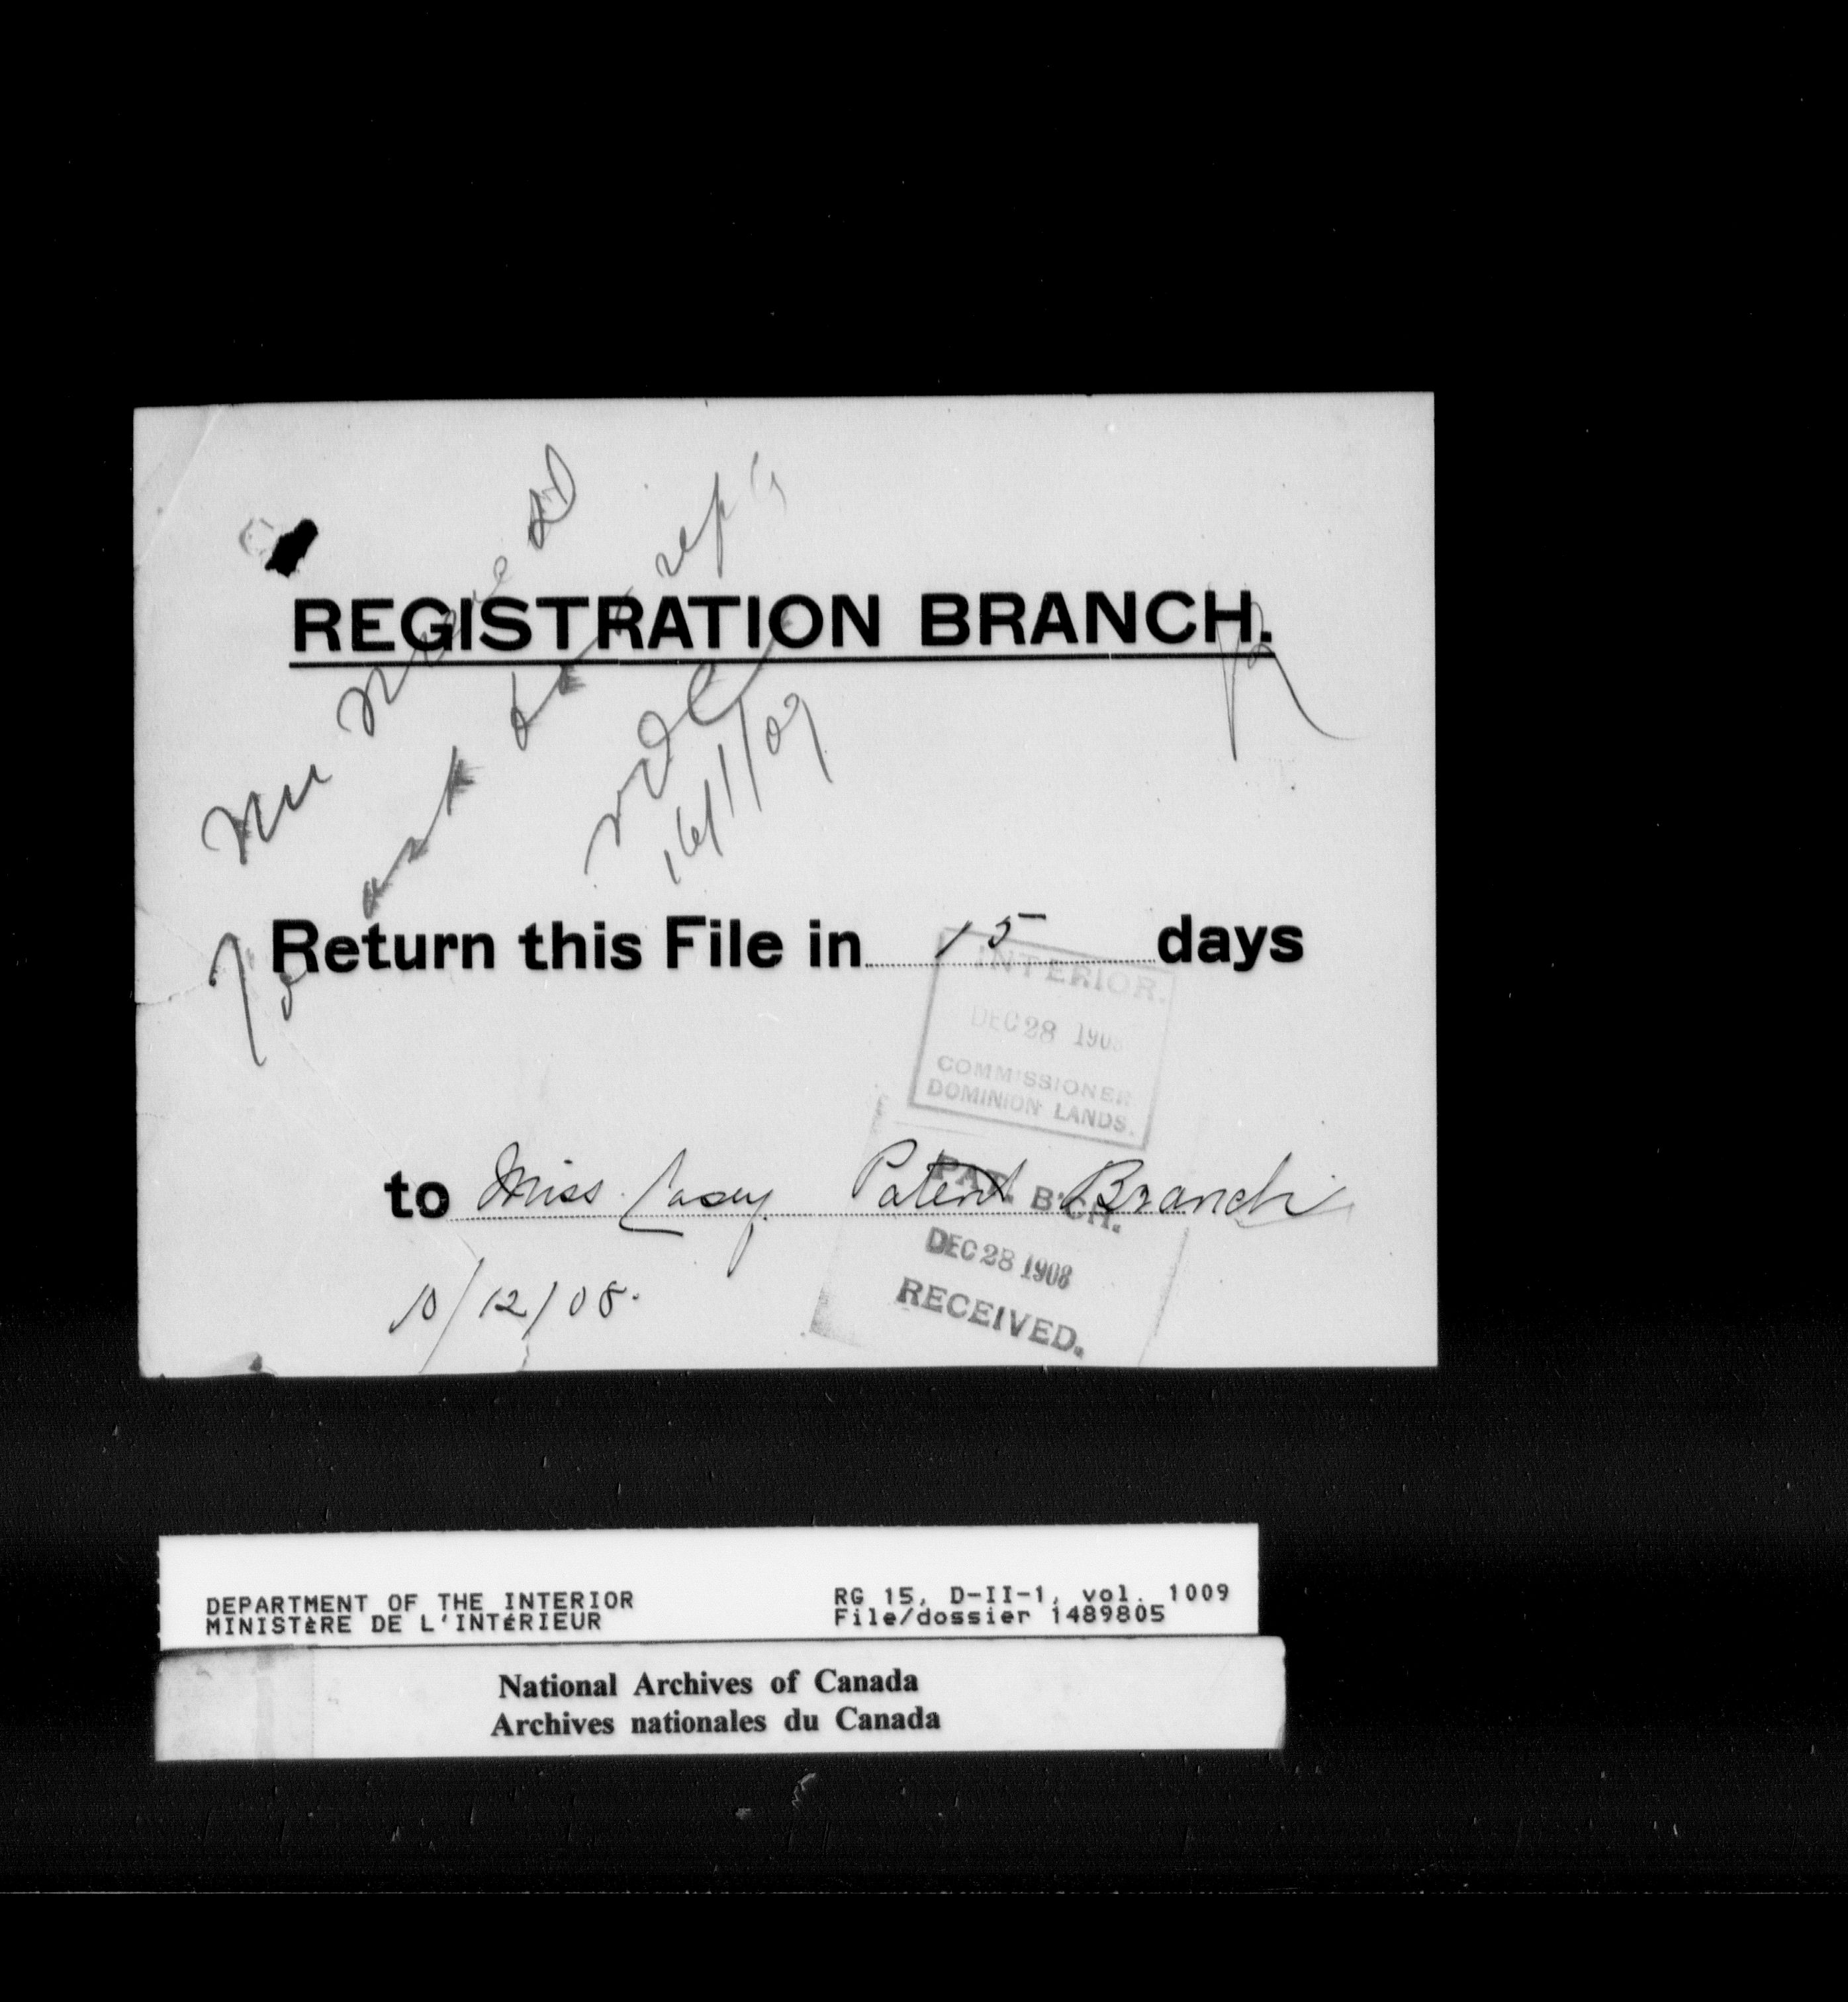 REGISTRATION BRANCH.
16/1/09
Return this File in 15 days
INTERIOR.
DEC 28 1908
COMMISSIONER
DOMINION LANDS.
to Miss Casey Patent Branch
PAT. B'CH.
DEC 28 1908
RECEIVED.
10/12/08.
DEPARTMENT OF THE INTERIOR
MINISTÈRE DE L'INTÉRIEUR
RG 15, D-II-1, vol. 1009
File/dossier 1489805
National Archives of Canada
Archives nationales du Canada